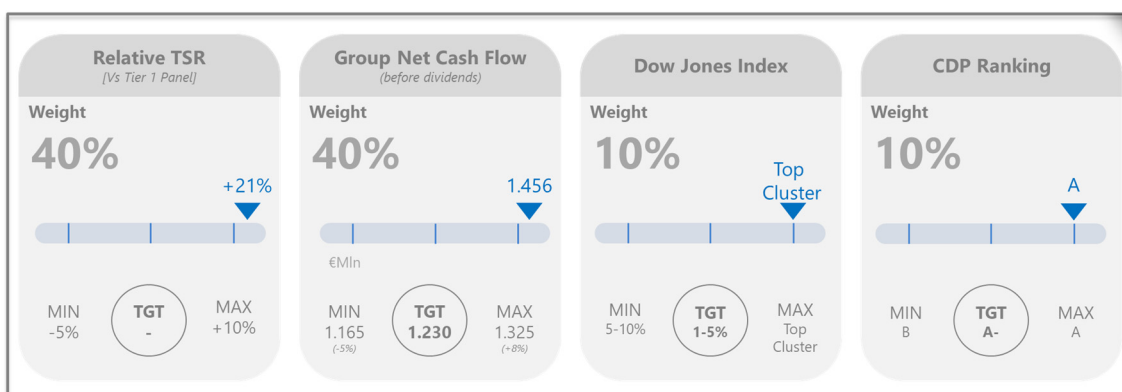 Relative TSR
[Vs Tier 1 Panel]
Weight
40%
+21%
MIN
-5%
TGT
-
MAX
+10%
Group Net Cash Flow
(before dividends)
Weight
40%
1.456
€Mln
MIN
1.165
(-5%)
TGT
1.230
MAX
1.325
(+8%)
Dow Jones Index
Weight
10%
Top
Cluster
MIN
5-10%
TGT
1-5%
MAX
Top
Cluster
CDP Ranking
Weight
10%
A
MIN
B
TGT
A-
MAX
A